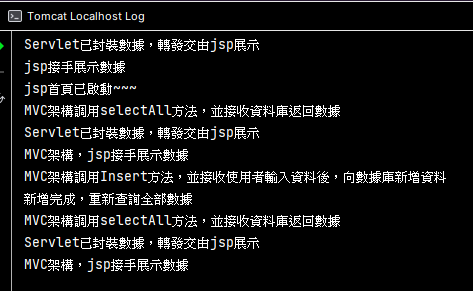 Tomcat Localhost Log
Servlet已封裝數據，轉發交由jsp展示
jsp接手展示數據
jsp首頁已啟動~~~
MVC架構調用selectAll方法，並接收資料庫返回數據
Servlet已封裝數據，轉發交由jsp展示
MVC架構，jsp接手展示數據
MVC架構調用Insert方法，並接收使用者輸入資料後，向數據庫新增資料
新增完成，重新查詢全部數據
MVC架構調用selectAll方法，並接收資料庫返回數據
Servlet已封裝數據，轉發交由jsp展示
MVC架構，jsp接手展示數據